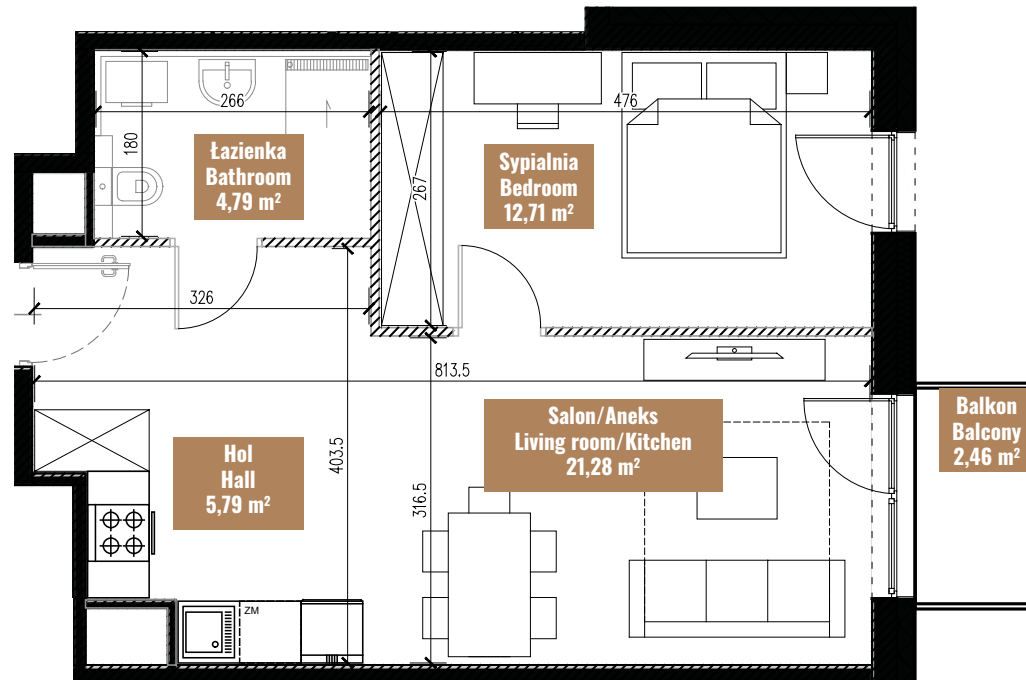 266
476
180
Łazienka
Bathroom
4,79 m²
267
Sypialnia
Bedroom
12,71 m²
326
813.5
Hol
Hall
5,79 m²
403.5
316.5
Salon/Aneks
Living room/Kitchen
21,28 m²
Balkon
Balcony
2,46 m²
ZM